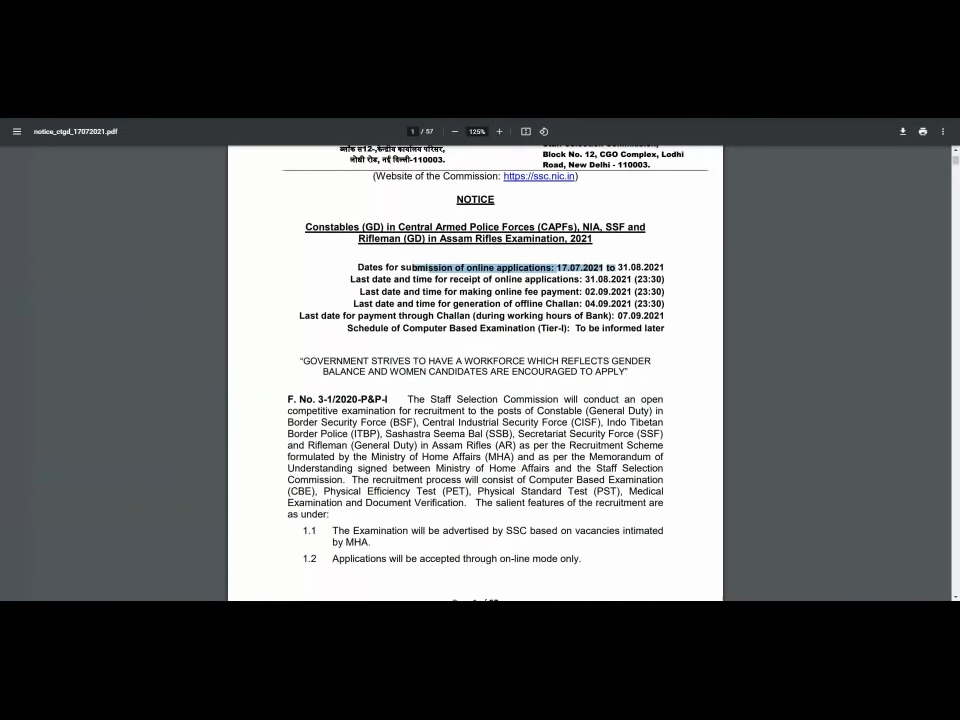 notice_ctgd_17072021.pdf
1 / 57
125%
ब्लॉक सं12-,केन्द्रीय कार्यालय परिसर,
लोधी रोड, नई दिल्ली-110003.
Block No. 12, CGO Complex, Lodhi
Road, New Delhi - 110003.
(Website of the Commission: https://ssc.nic.in)
NOTICE
Constables (GD) in Central Armed Police Forces (CAPFs), NIA, SSF and
Rifleman (GD) in Assam Rifles Examination, 2021
Dates for submission of online applications: 17.07.2021 to 31.08.2021
Last date and time for receipt of online applications: 31.08.2021 (23:30)
Last date and time for making online fee payment: 02.09.2021 (23:30)
Last date and time for generation of offline Challan: 04.09.2021 (23:30)
Last date for payment through Challan (during working hours of Bank): 07.09.2021
Schedule of Computer Based Examination (Tier-I): To be informed later
“GOVERNMENT STRIVES TO HAVE A WORKFORCE WHICH REFLECTS GENDER
BALANCE AND WOMEN CANDIDATES ARE ENCOURAGED TO APPLY”
F. No. 3-1/2020-P&P-I The Staff Selection Commission will conduct an open
competitive examination for recruitment to the posts of Constable (General Duty) in
Border Security Force (BSF), Central Industrial Security Force (CISF), Indo Tibetan
Border Police (ITBP), Sashastra Seema Bal (SSB), Secretariat Security Force (SSF)
and Rifleman (General Duty) in Assam Rifles (AR) as per the Recruitment Scheme
formulated by the Ministry of Home Affairs (MHA) and as per the Memorandum of
Understanding signed between Ministry of Home Affairs and the Staff Selection
Commission. The recruitment process will consist of Computer Based Examination
(CBE), Physical Efficiency Test (PET), Physical Standard Test (PST), Medical
Examination and Document Verification. The salient features of the recruitment are
as under:
1.1 The Examination will be advertised by SSC based on vacancies intimated
by MHA.
1.2 Applications will be accepted through on-line mode only.